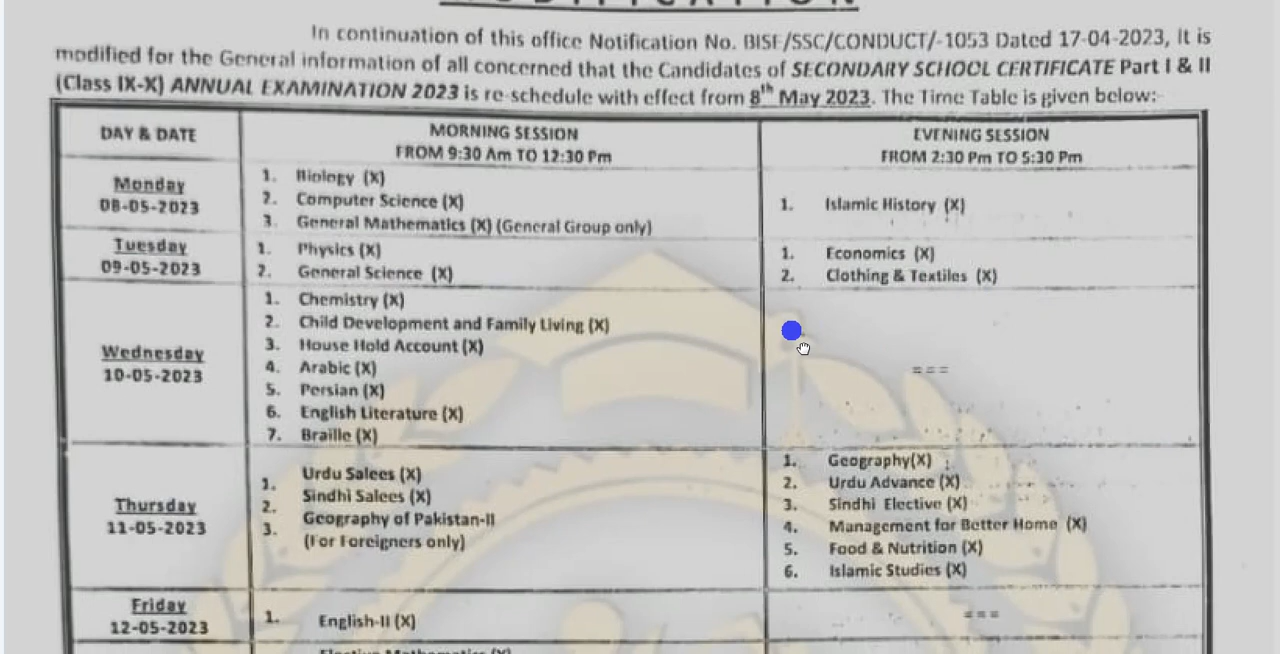 In continuation of this office Notification No. BISE/SSC/CONDUCT/-1053 Dated 17-04-2023, It is
modified for the General information of all concerned that the Candidates of SECONDARY SCHOOL CERTIFICATE Part I & II
(Class IX-X) ANNUAL EXAMINATION 2023 is re-schedule with effect from 8th May 2023. The Time Table is given below:-
DAY & DATE
MORNING SESSION
FROM 9:30 Am TO 12:30 Pm
EVENING SESSION
FROM 2:30 Pm TO 5:30 Pm
Monday
08-05-2023
1. Biology (X)
2. Computer Science (X)
3. General Mathematics (X) (General Group only)
1. Islamic History (X)
Tuesday
09-05-2023
1. Physics (X)
2. General Science (X)
1. Economics (X)
2. Clothing & Textiles (X)
Wednesday
10-05-2023
1. Chemistry (X)
2. Child Development and Family Living (X)
3. House Hold Account (X)
4. Arabic (X)
5. Persian (X)
6. English Literature (X)
7. Braille (X)
===
Thursday
11-05-2023
1. Urdu Salees (X)
2. Sindhi Salees (X)
3. Geography of Pakistan-II
(For Foreigners only)
1. Geography(X)
2. Urdu Advance (X)
3. Sindhi Elective (X)
4. Management for Better Home (X)
5. Food & Nutrition (X)
6. Islamic Studies (X)
Friday
12-05-2023
1. English-II (X)
===